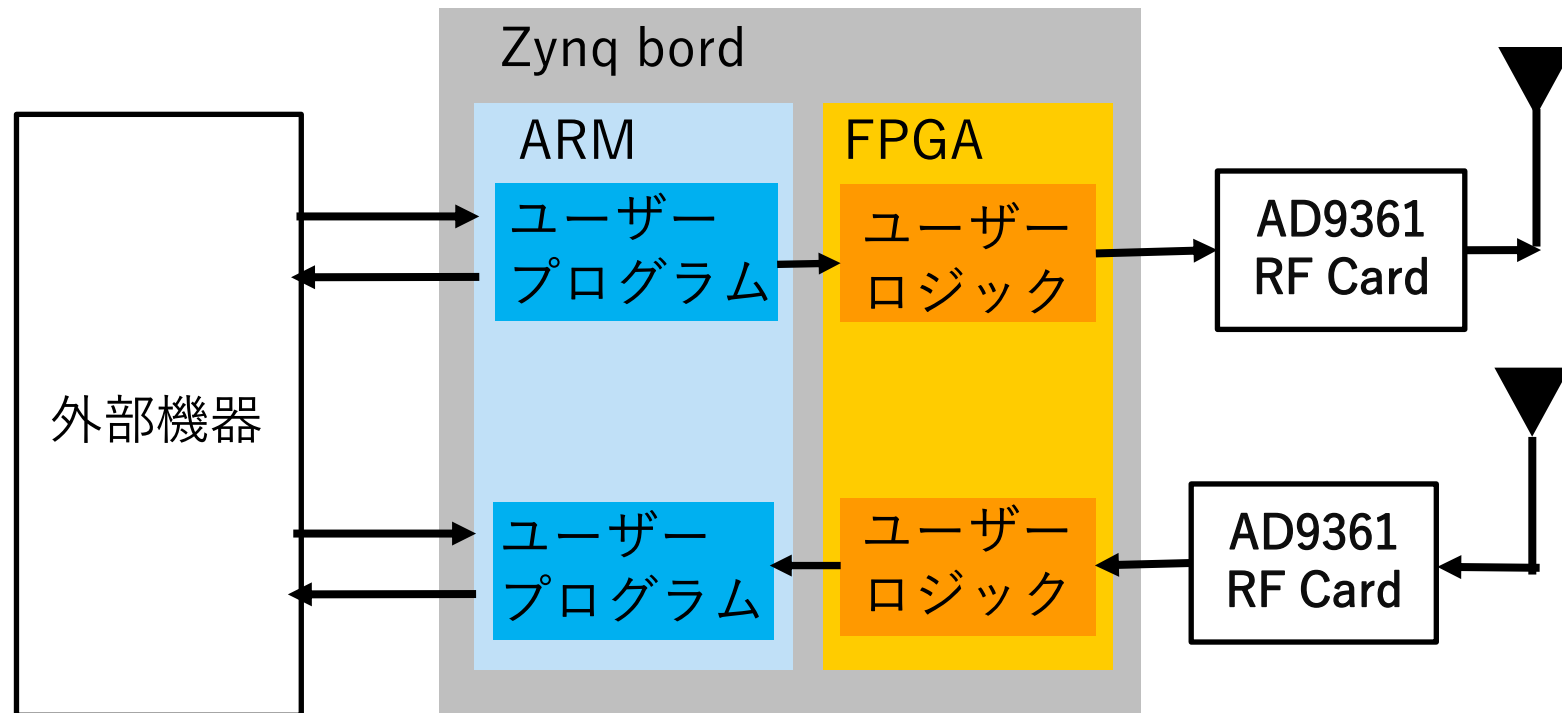 Zynq bord
ARM
FPGA
ユーザー
プログラム
ユーザー
ロジック
AD9361
RF Card
外部機器
ユーザー
プログラム
ユーザー
ロジック
AD9361
RF Card